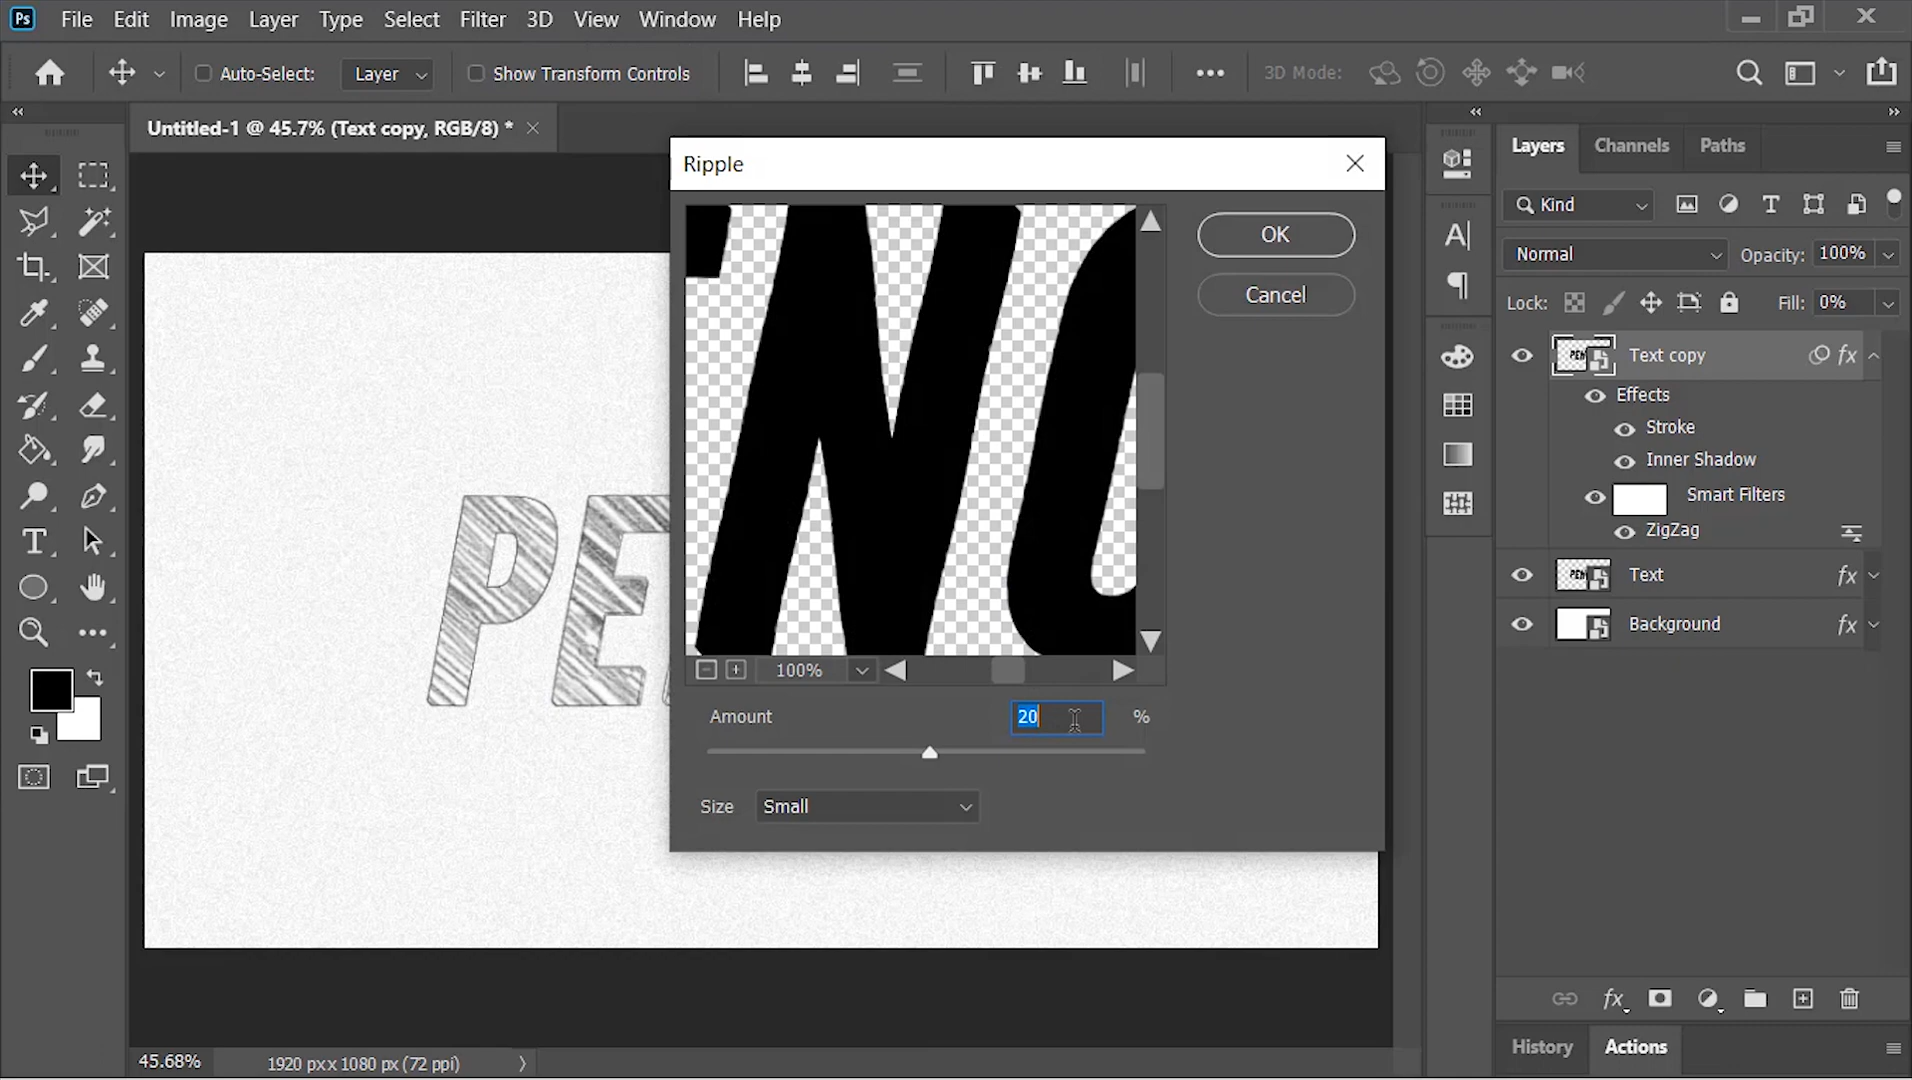 Ps File Edit Image Layer Type Select Filter 3D View Window Help
Auto-Select: Layer Show Transform Controls 3D Mode:
Untitled-1 @ 45.7% (Text copy, RGB/8) *
Ripple
OK
Cancel
100%
Amount 20 %
Size Small
PE
Layers Channels Paths
Kind
Normal Opacity: 100%
Lock: Fill: 0%
Text copy fx
Effects
Stroke
Inner Shadow
Smart Filters
ZigZag
Text fx
Background fx
fx
History Actions
45.68% 1920 px x 1080 px (72 ppi)